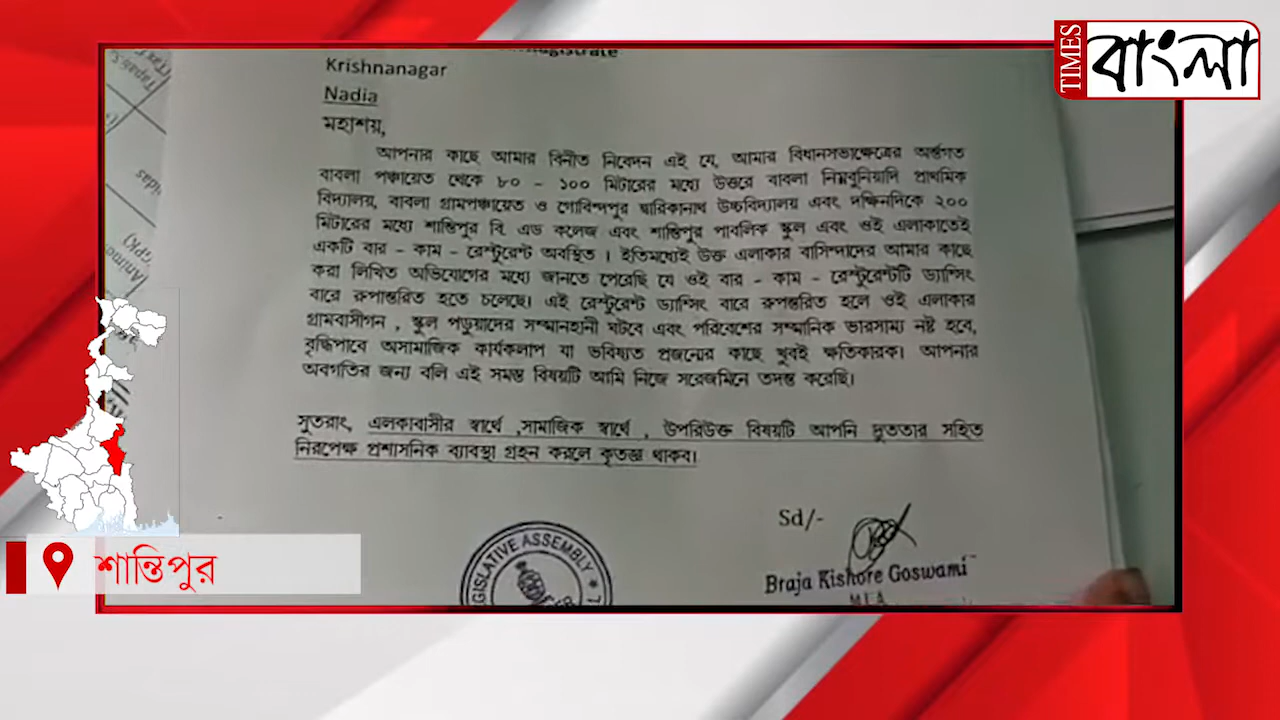 TIMES বাংলা
Magistrate
Krishnanagar
Nadia
মহাশয়,
আপনার কাছে আমার বিনীত নিবেদন এই যে, আমার বিধানসভাক্ষেত্রের অর্ন্তগত
বাবলা পঞ্চায়েত থেকে ৮০ – ১০০ মিটারের মধ্যে উত্তরে বাবলা নিম্নবুনিয়াদি প্রাথমিক
বিদ্যালয়, বাবলা গ্রামপঞ্চায়েত ও গোবিন্দপুর দ্বারিকানাথ উচ্চবিদ্যালয় এবং দক্ষিনদিকে ২০০
মিটারের মধ্যে শান্তিপুর বি. এড কলেজ এবং শান্তিপুর পাবলিক স্কুল এবং ওই এলাকাতেই
একটি বার – কাম – রেস্টুরেন্ট অবস্থিত । ইতিমধ্যেই উক্ত এলাকার বাসিন্দাদের আমার কাছে
করা লিখিত অভিযোগের মধ্যে জানতে পেরেছি যে ওই বার – কাম – রেস্টুরেন্টটি ড্যান্সিং
বারে রুপান্তরিত হতে চলেছে। এই রেস্টুরেন্ট ড্যান্সিং বারে রুপন্তরিত হলে ওই এলাকার
গ্রামবাসীগন , স্কুল পড়ুয়াদের সম্মানহানী ঘটবে এবং পরিবেশের সম্মানিক ভারসাম্য নষ্ট হবে,
বৃদ্ধিপাবে অসামাজিক কার্যকলাপ যা ভবিষ্যত প্রজন্মের কাছে খুবই ক্ষতিকারক। আপনার
অবগতির জন্য বলি এই সমস্ত বিষয়টি আমি নিজে সরেজমিনে তদন্ত করেছি।
সুতরাং, এলকাবাসীর স্বার্থে ,সামাজিক স্বার্থে , উপরিউক্ত বিষয়টি আপনি দ্রুততার সহিত
নিরপেক্ষ প্রশাসনিক ব্যাবস্থা গ্রহন করলে কৃতজ্ঞ থাকব।
Sd/-
Braja Kishore Goswami
M.L.A
LEGISLATIVE ASSEMBLY
শান্তিপুর